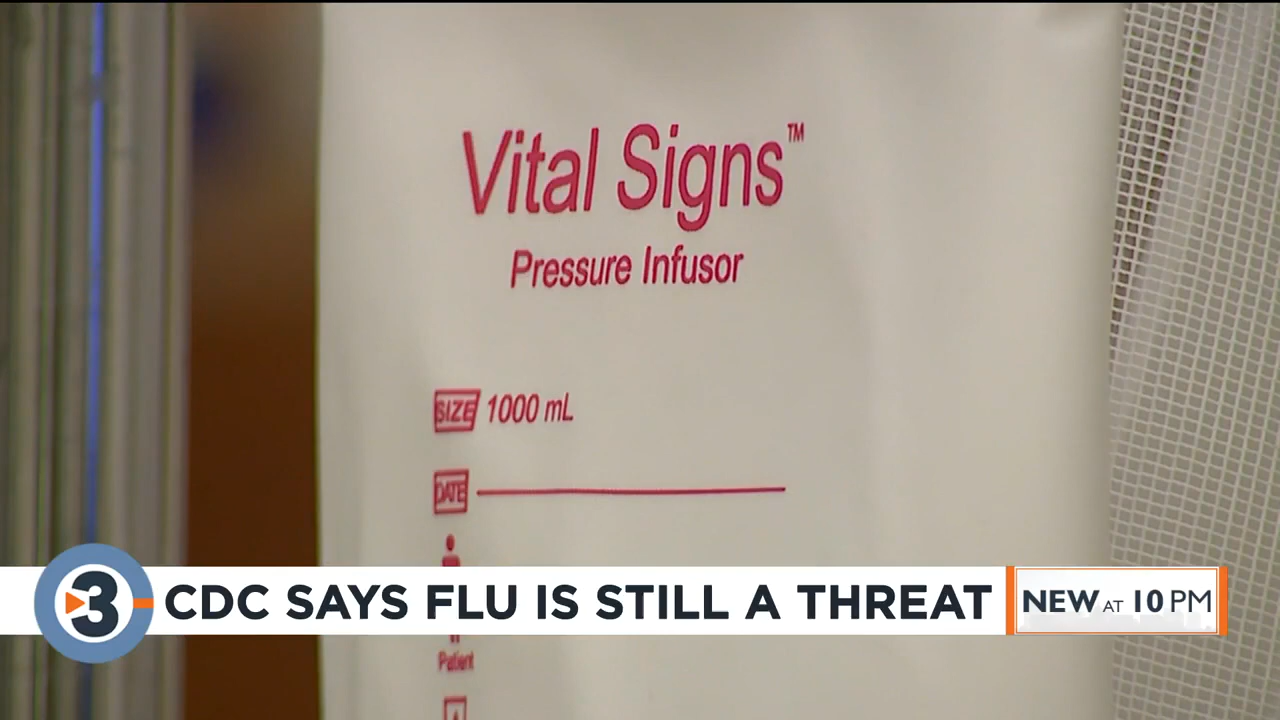 Vital Signs™
Pressure Infusor
SIZE 1000 mL
DATE
3 CDC SAYS FLU IS STILL A THREAT NEW AT 10 PM
Patient